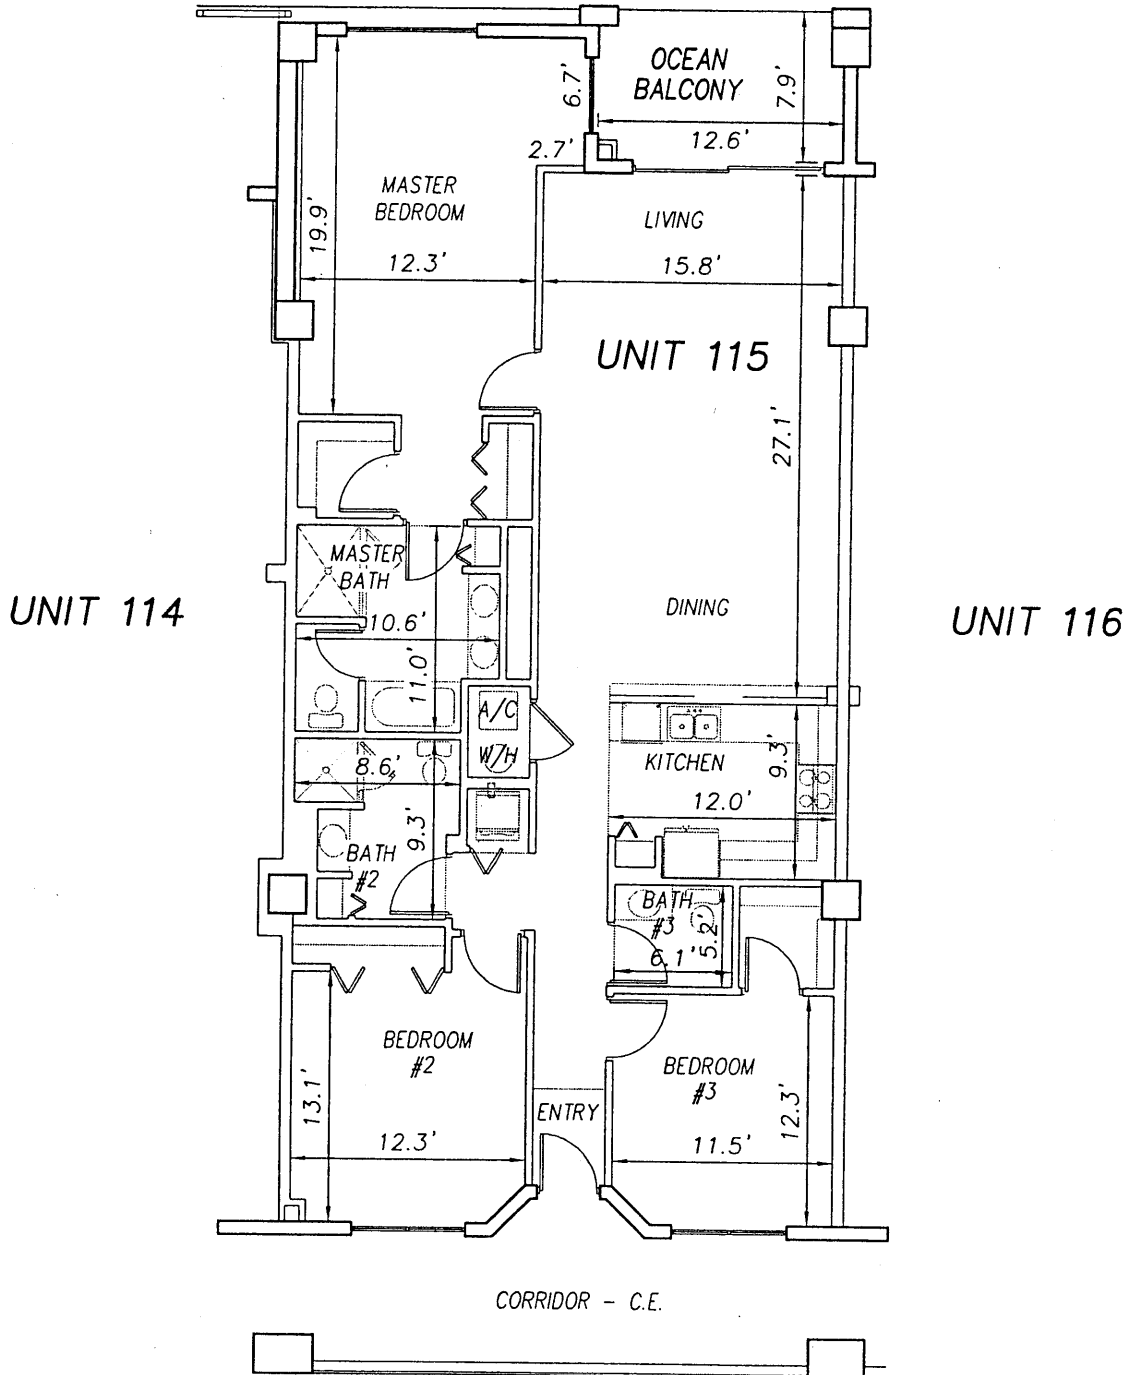 OCEAN
BALCONY
6.7'
7.9'
12.6'
2.7'
MASTER
BEDROOM
LIVING
19.9'
12.3'
15.8'
UNIT 115
27.1'
MASTER
BATH
UNIT 114
10.6'
11.0'
DINING
UNIT 116
A/C
W/H
8.6'
KITCHEN
9.3'
12.0'
9.3'
BATH
#2
BATH
#3
5.2'
6.1'
BEDROOM
#2
BEDROOM
#3
13.1'
12.3'
ENTRY
12.3'
11.5'
CORRIDOR - C.E.